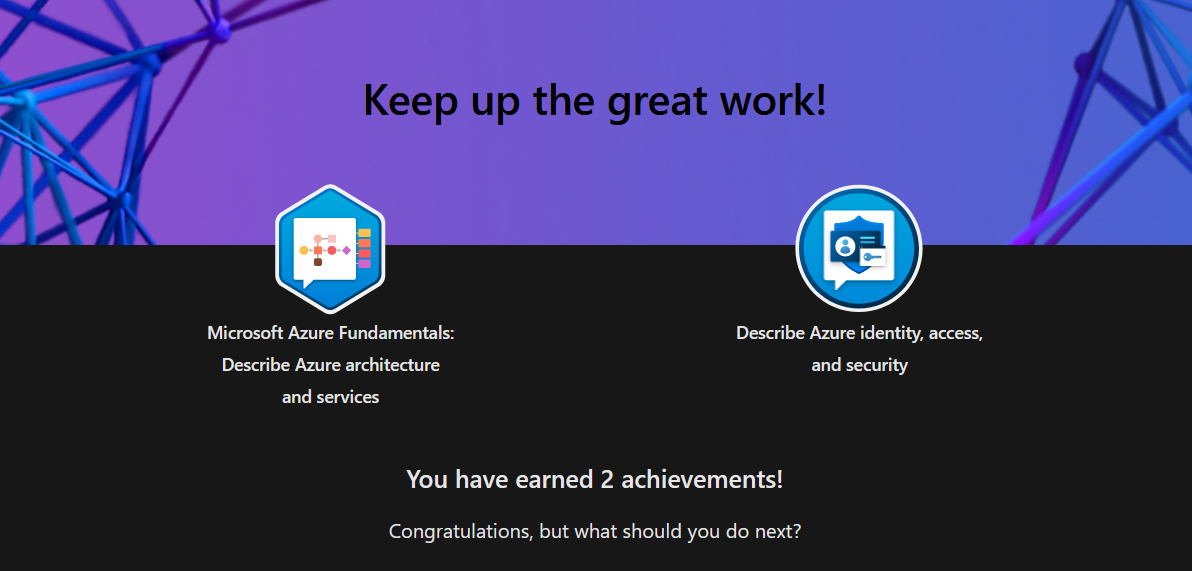 Keep up the great work!
Microsoft Azure Fundamentals:
Describe Azure architecture
and services
Describe Azure identity, access,
and security
You have earned 2 achievements!
Congratulations, but what should you do next?